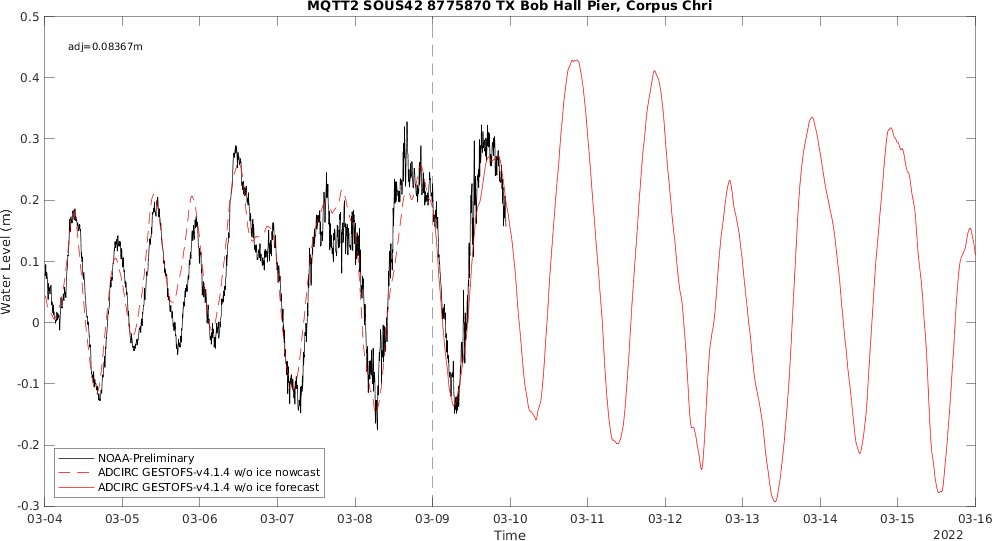 MQTT2 SOUS42 8775870 TX Bob Hall Pier, Corpus Chri
adj=0.08367m
0.5
0.4
0.3
0.2
0.1
0
-0.1
-0.2
-0.3
Water Level (m)
NOAA-Preliminary
ADCIRC GESTOFS-v4.1.4 w/o ice nowcast
ADCIRC GESTOFS-v4.1.4 w/o ice forecast
03-04 03-05 03-06 03-07 03-08 03-09 03-10 03-11 03-12 03-13 03-14 03-15 03-16
Time
2022